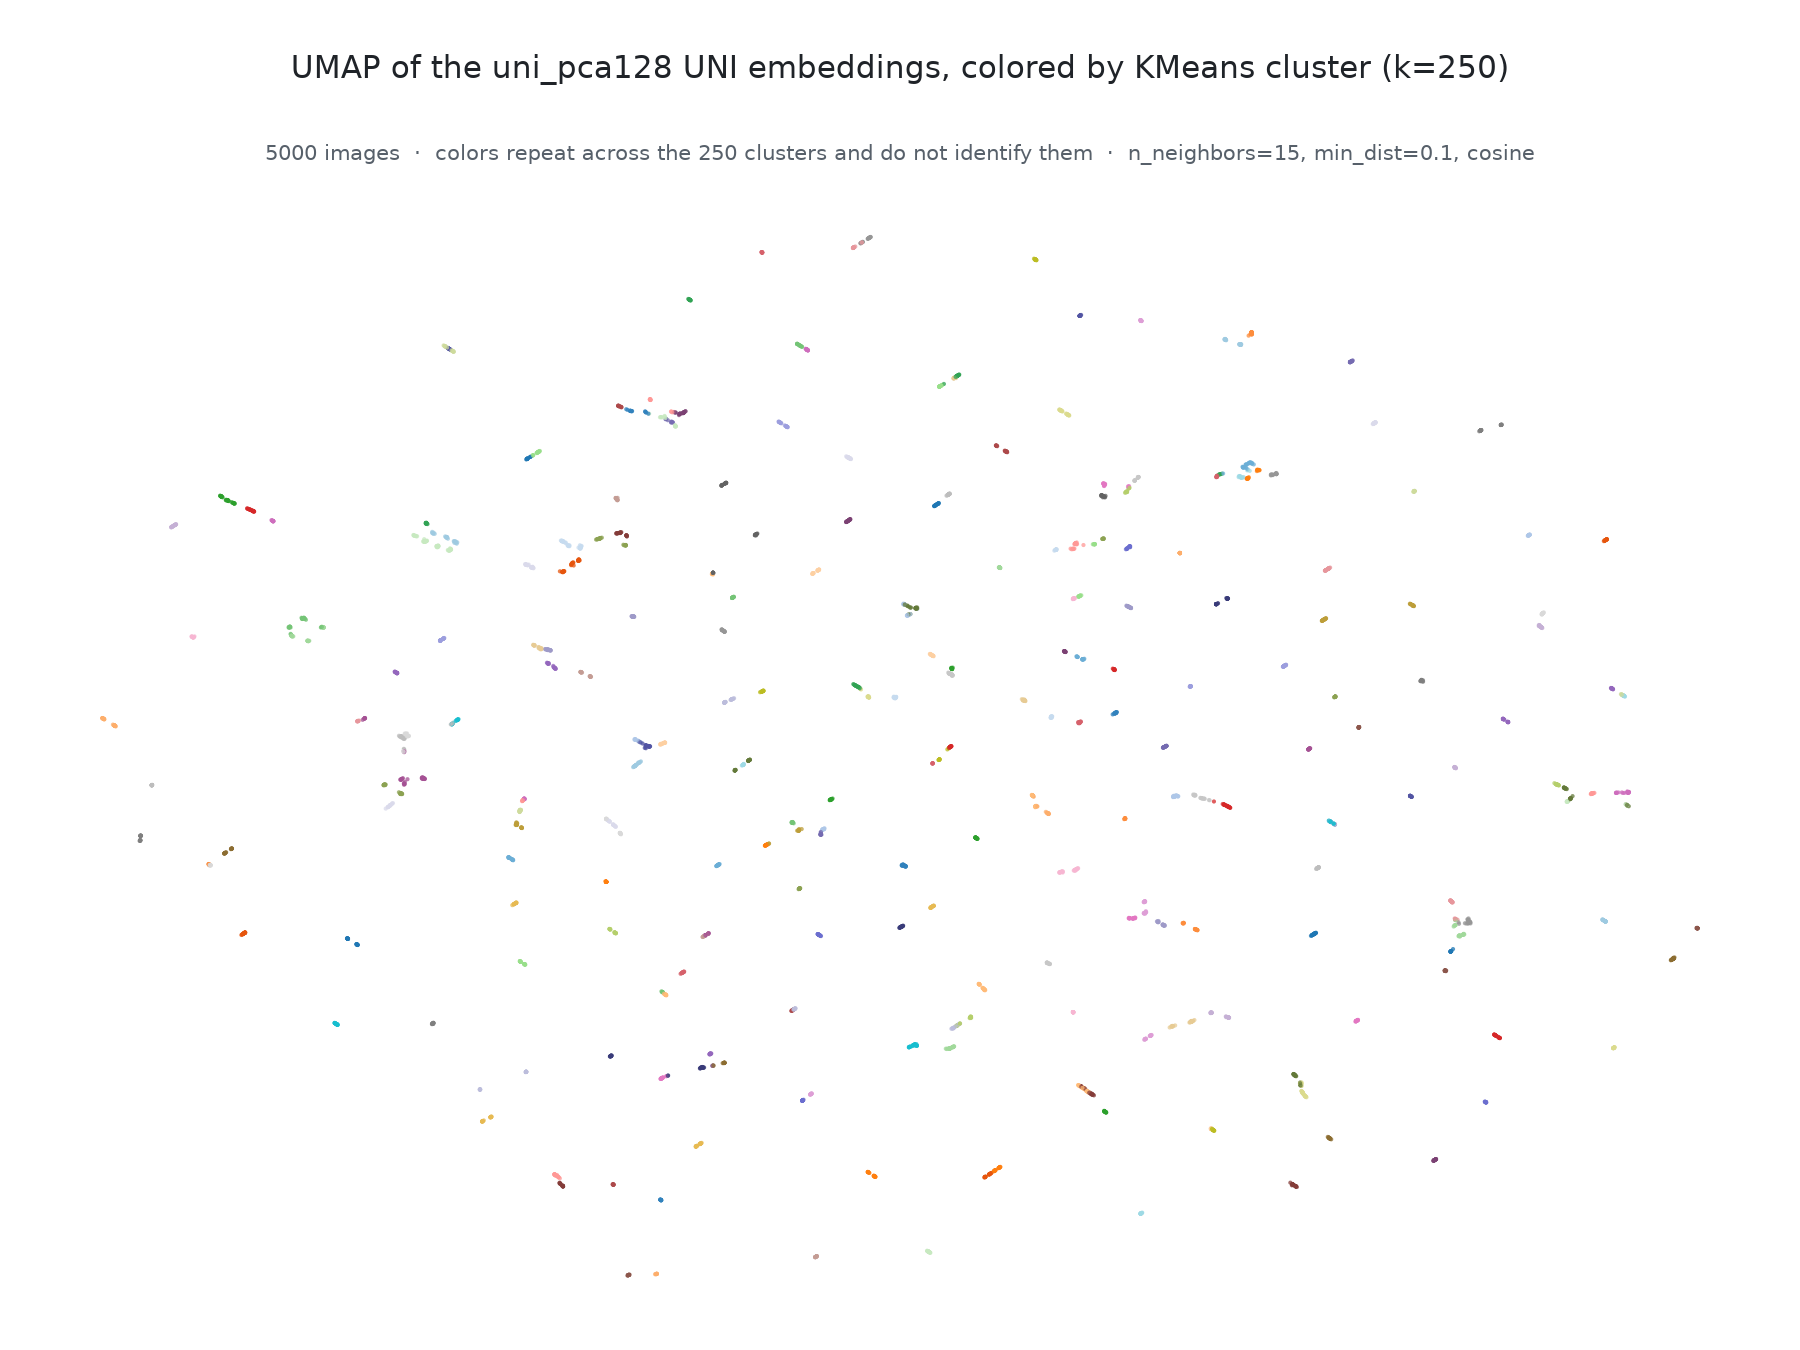 UMAP of the uni_pca128 UNI embeddings, colored by KMeans cluster (k=250)
5000 images · colors repeat across the 250 clusters and do not identify them · n_neighbors=15, min_dist=0.1, cosine